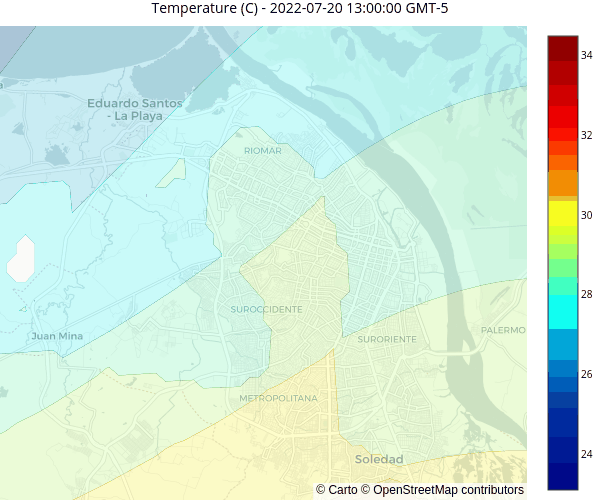 Temperature (C) - 2022-07-20 13:00:00 GMT-5
34
Eduardo Santos
- La Playa
32
RIOMAR
30
28
SUROCCIDENTE
PALERMO
Juan Mina
SURORIENTE
26
METROPOLITANA
24
Soledad
© Carto © OpenStreetMap contributors